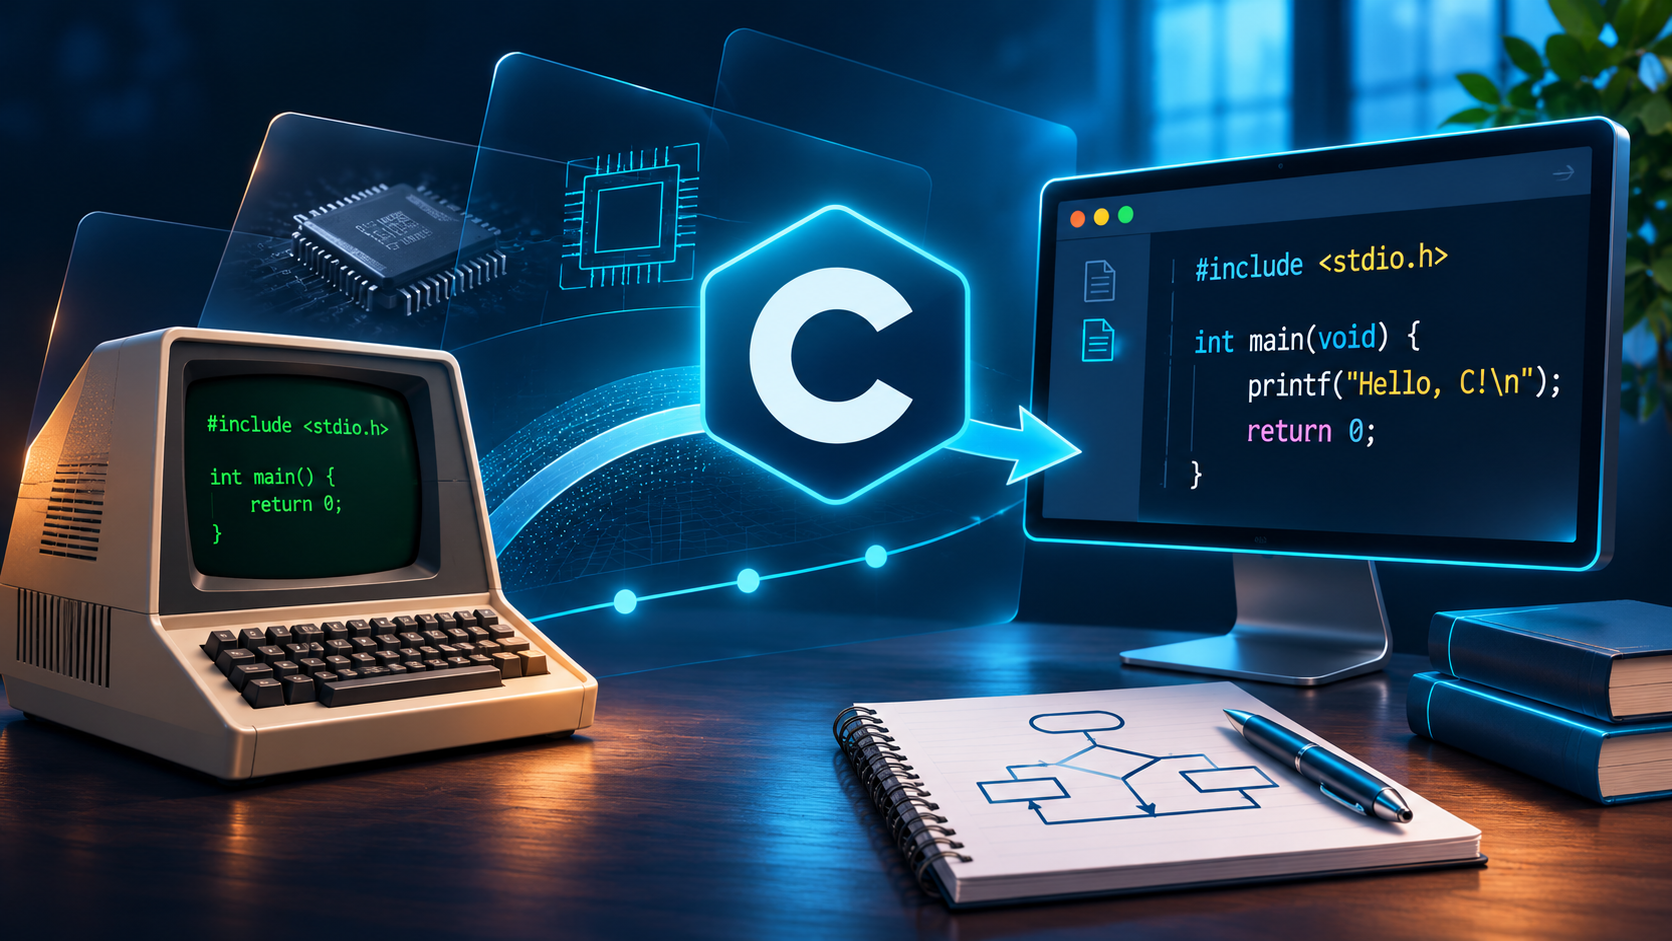 #include <stdio.h>
int main() {
return 0;
}
C
#include <stdio.h>
int main(void) {
printf("Hello, C!\n");
return 0;
}